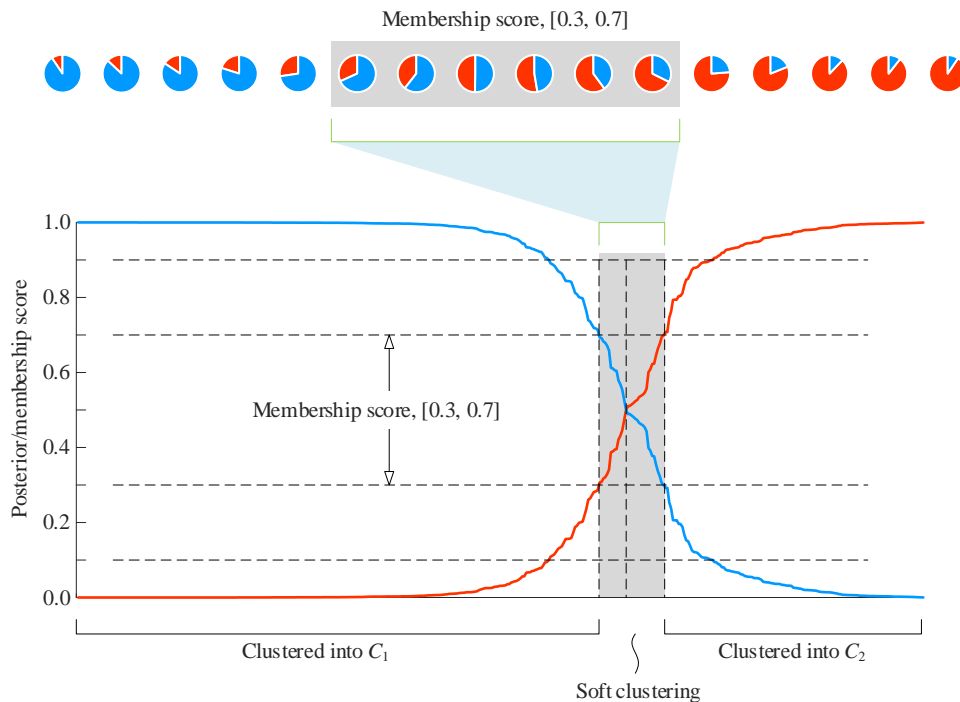 Membership score, [0.3, 0.7]
1.0
0.8
0.6
0.4
0.2
0.0
Posterior/membership score
Membership score, [0.3, 0.7]
Clustered into C₁
Clustered into C₂
Soft clustering